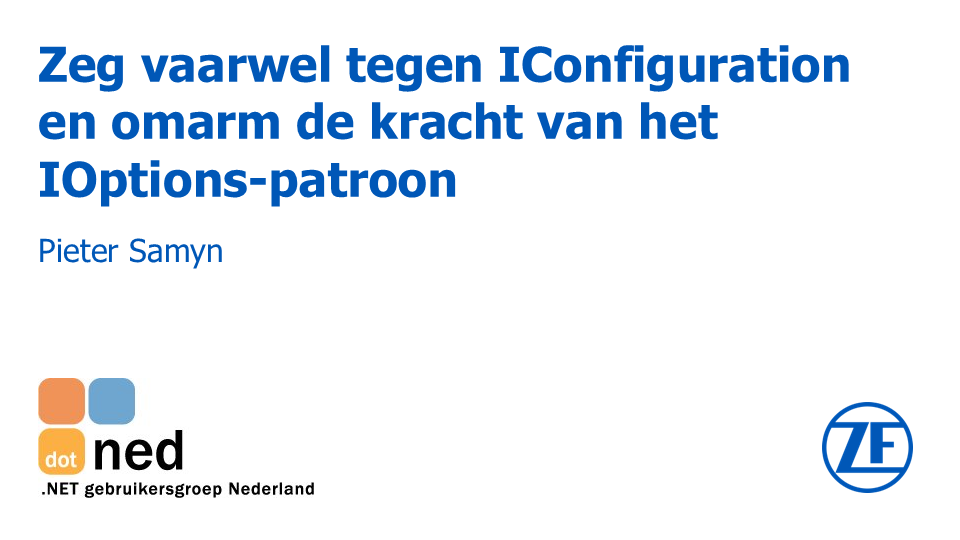 Zeg vaarwel tegen IConfiguration
en omarm de kracht van het
IOptions-patroon
Pieter Samyn
dot ned
.NET gebruikersgroep Nederland
ZF